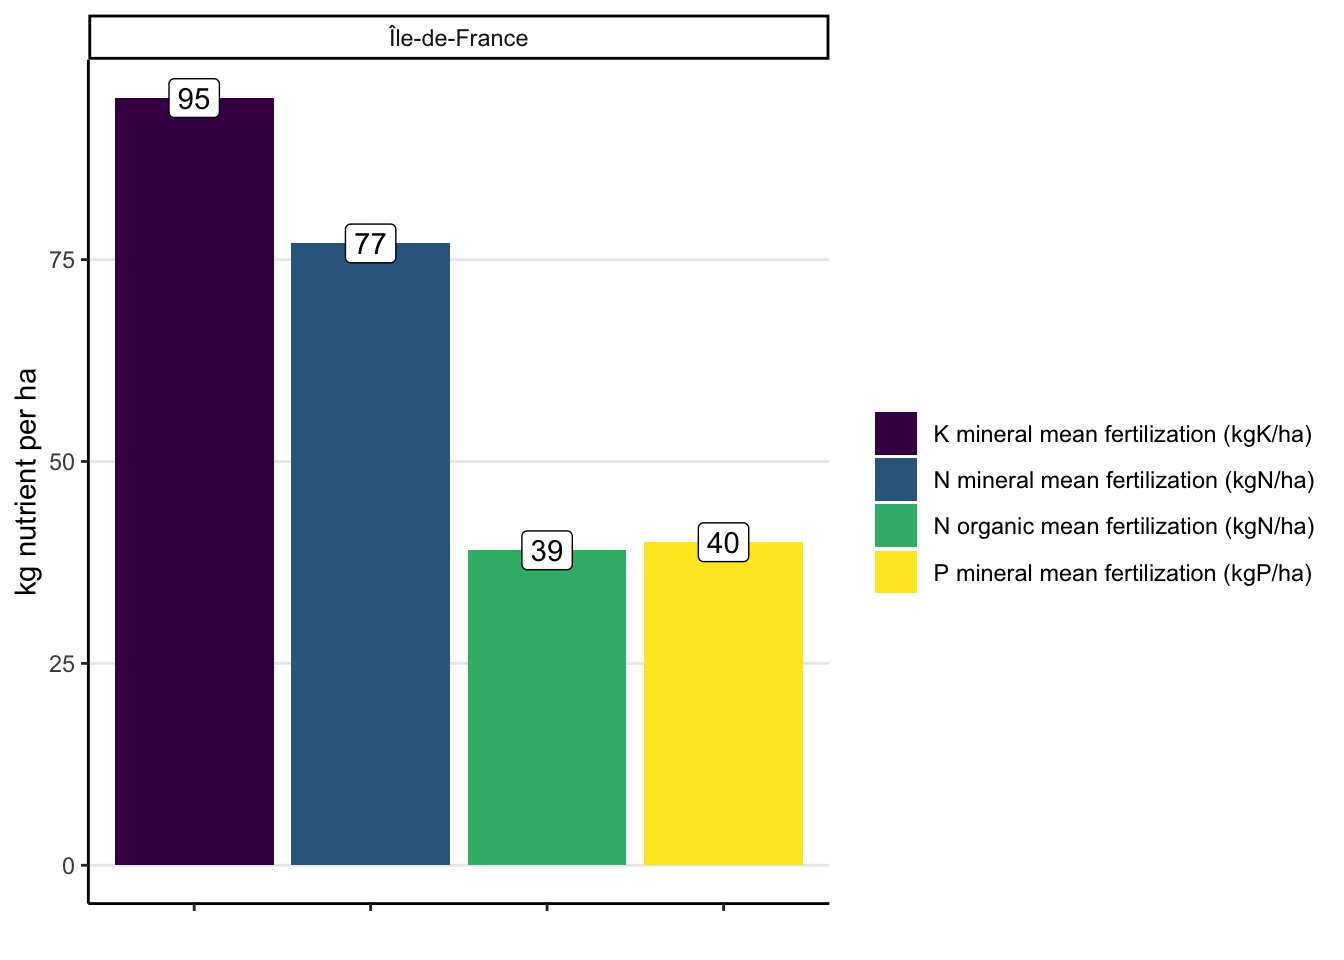 Île-de-France
95
77
39
40
75
50
25
0
kg nutrient per ha
K mineral mean fertilization (kgK/ha)
N mineral mean fertilization (kgN/ha)
N organic mean fertilization (kgN/ha)
P mineral mean fertilization (kgP/ha)